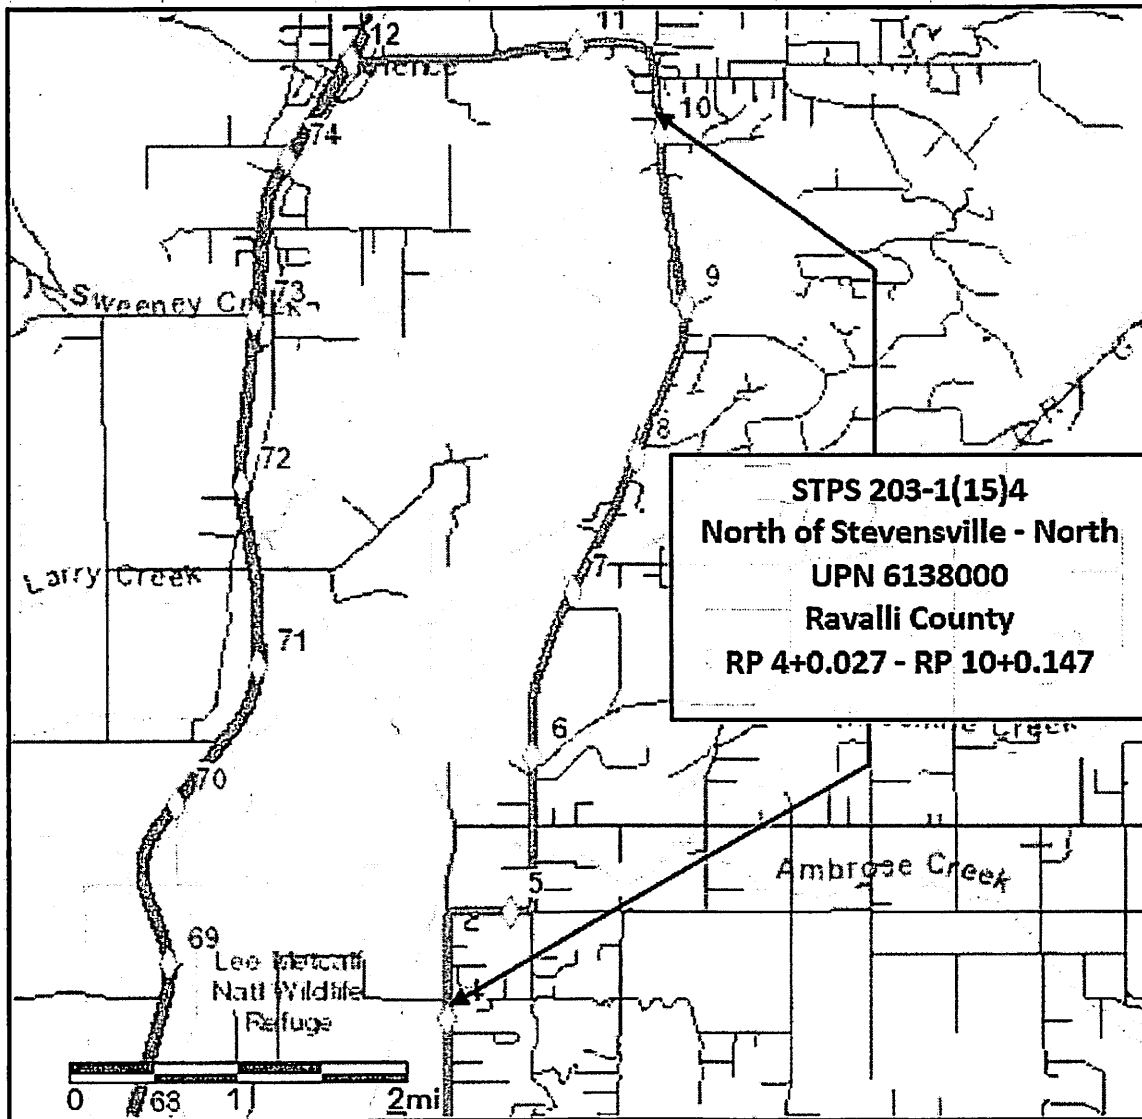 12
11
10
74
9
73
Sweeney Creek
8
72
STPS 203-1(15)4
North of Stevensville - North
UPN 6138000
Ravalli County
RP 4+0.027 - RP 10+0.147
7
Larry Creek
71
6
Creek
70
Ambrose Creek
5
69
Lee Metcalf
Natl Wildlife
Refuge
0
68
1
2mi